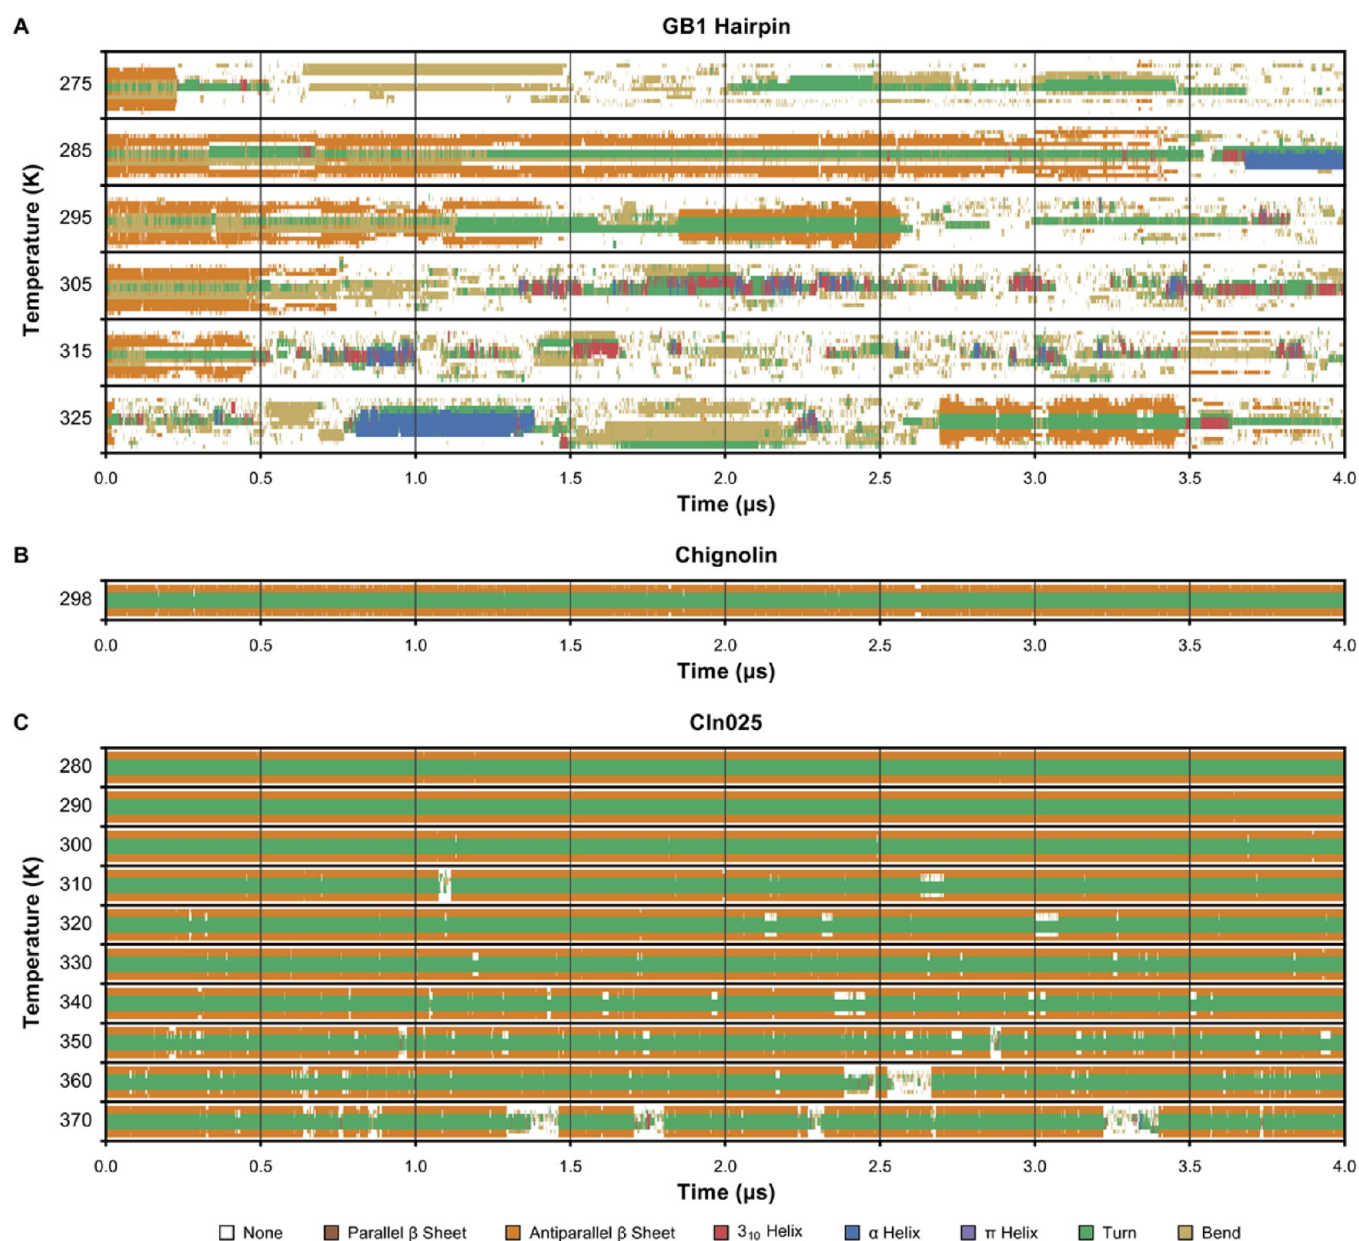 A
GB1 Hairpin
Temperature (K)
275
285
295
305
315
325
0.0 0.5 1.0 1.5 2.0 2.5 3.0 3.5 4.0
Time (µs)
B
Chignolin
298
0.0 0.5 1.0 1.5 2.0 2.5 3.0 3.5 4.0
Time (µs)
C
Cln025
Temperature (K)
280
290
300
310
320
330
340
350
360
370
0.0 0.5 1.0 1.5 2.0 2.5 3.0 3.5 4.0
Time (µs)
None Parallel β Sheet Antiparallel β Sheet 3₁₀ Helix α Helix π Helix Turn Bend